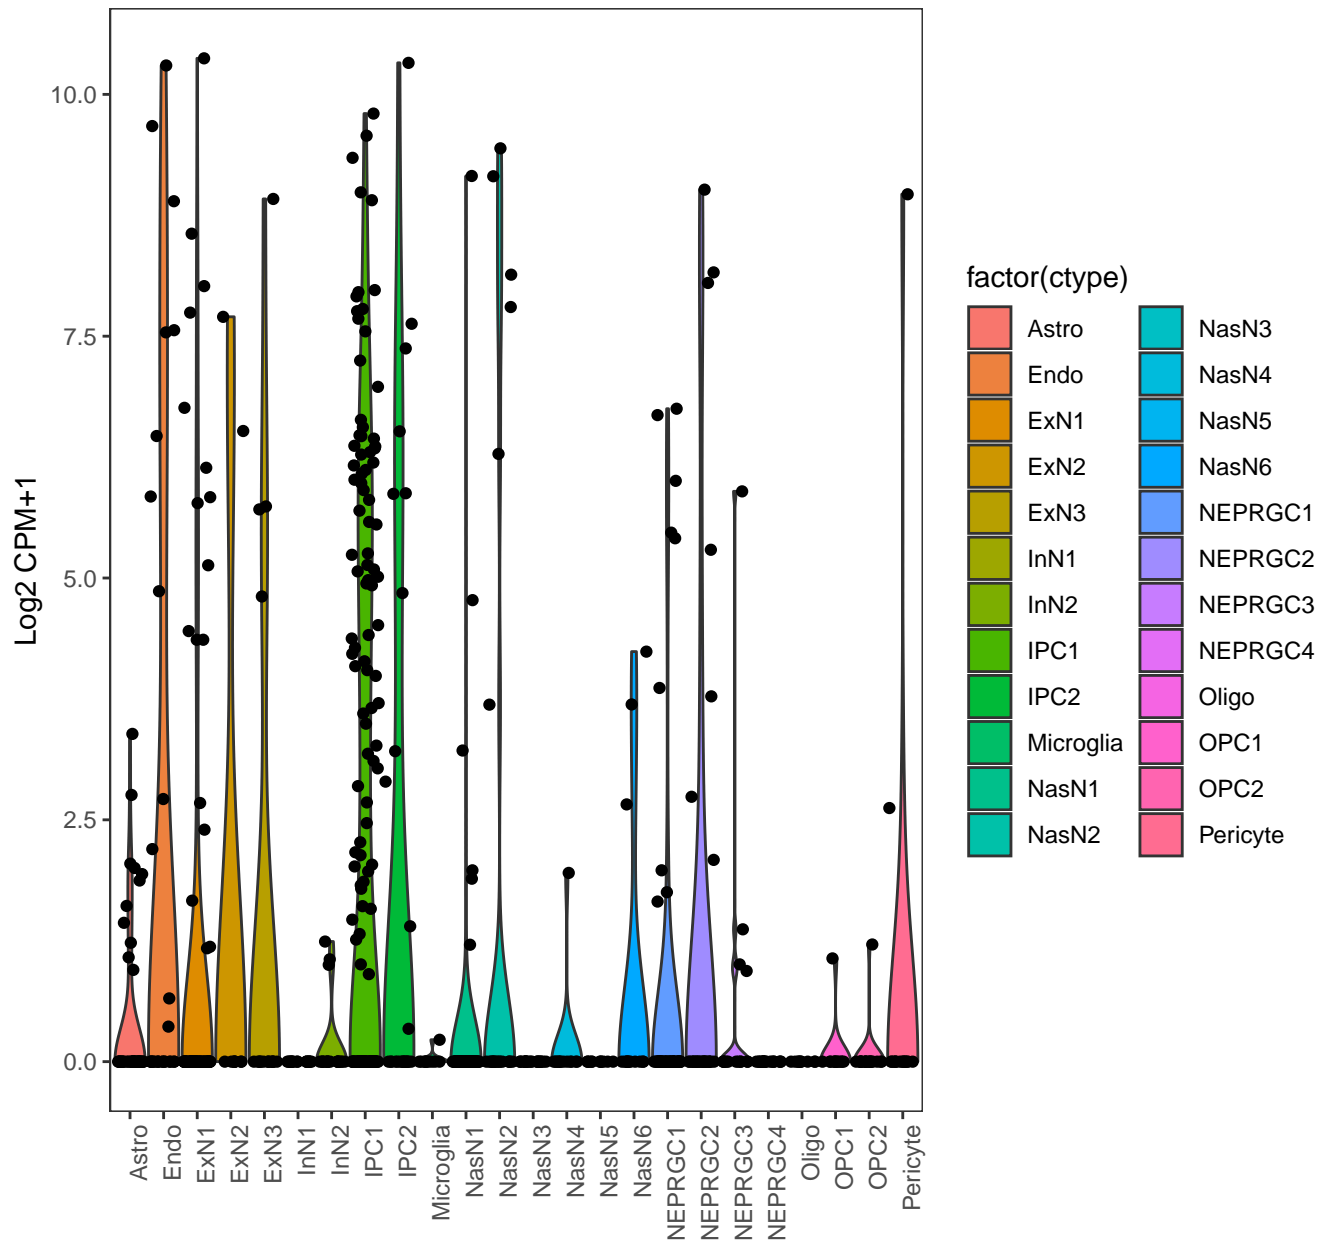 10.0
7.5
5.0
2.5
0.0
Log2 CPM+1
Astro
Endo
ExN1
ExN2
ExN3
InN1
InN2
IPC1
IPC2
Microglia
NasN1
NasN2
NasN3
NasN4
NasN5
NasN6
NEPRGC1
NEPRGC2
NEPRGC3
NEPRGC4
Oligo
OPC1
OPC2
Pericyte
factor(ctype)
Astro
Endo
ExN1
ExN2
ExN3
InN1
InN2
IPC1
IPC2
Microglia
NasN1
NasN2
NasN3
NasN4
NasN5
NasN6
NEPRGC1
NEPRGC2
NEPRGC3
NEPRGC4
Oligo
OPC1
OPC2
Pericyte